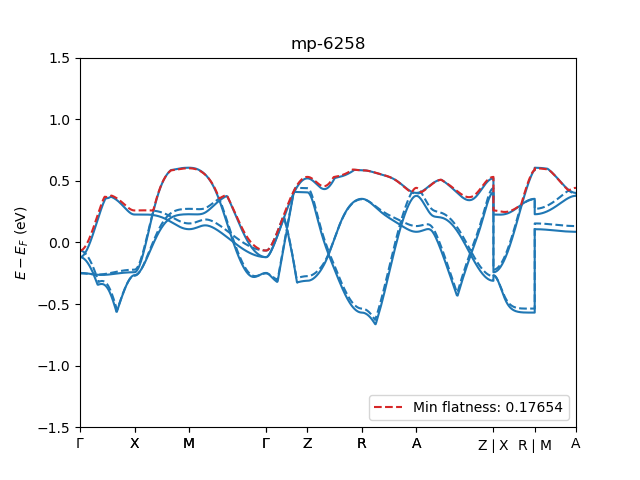 mp-6258
E − E_F (eV)
1.5
1.0
0.5
0.0
−0.5
−1.0
−1.5
Min flatness: 0.17654
Γ X M Γ Z R A Z | X R | M A